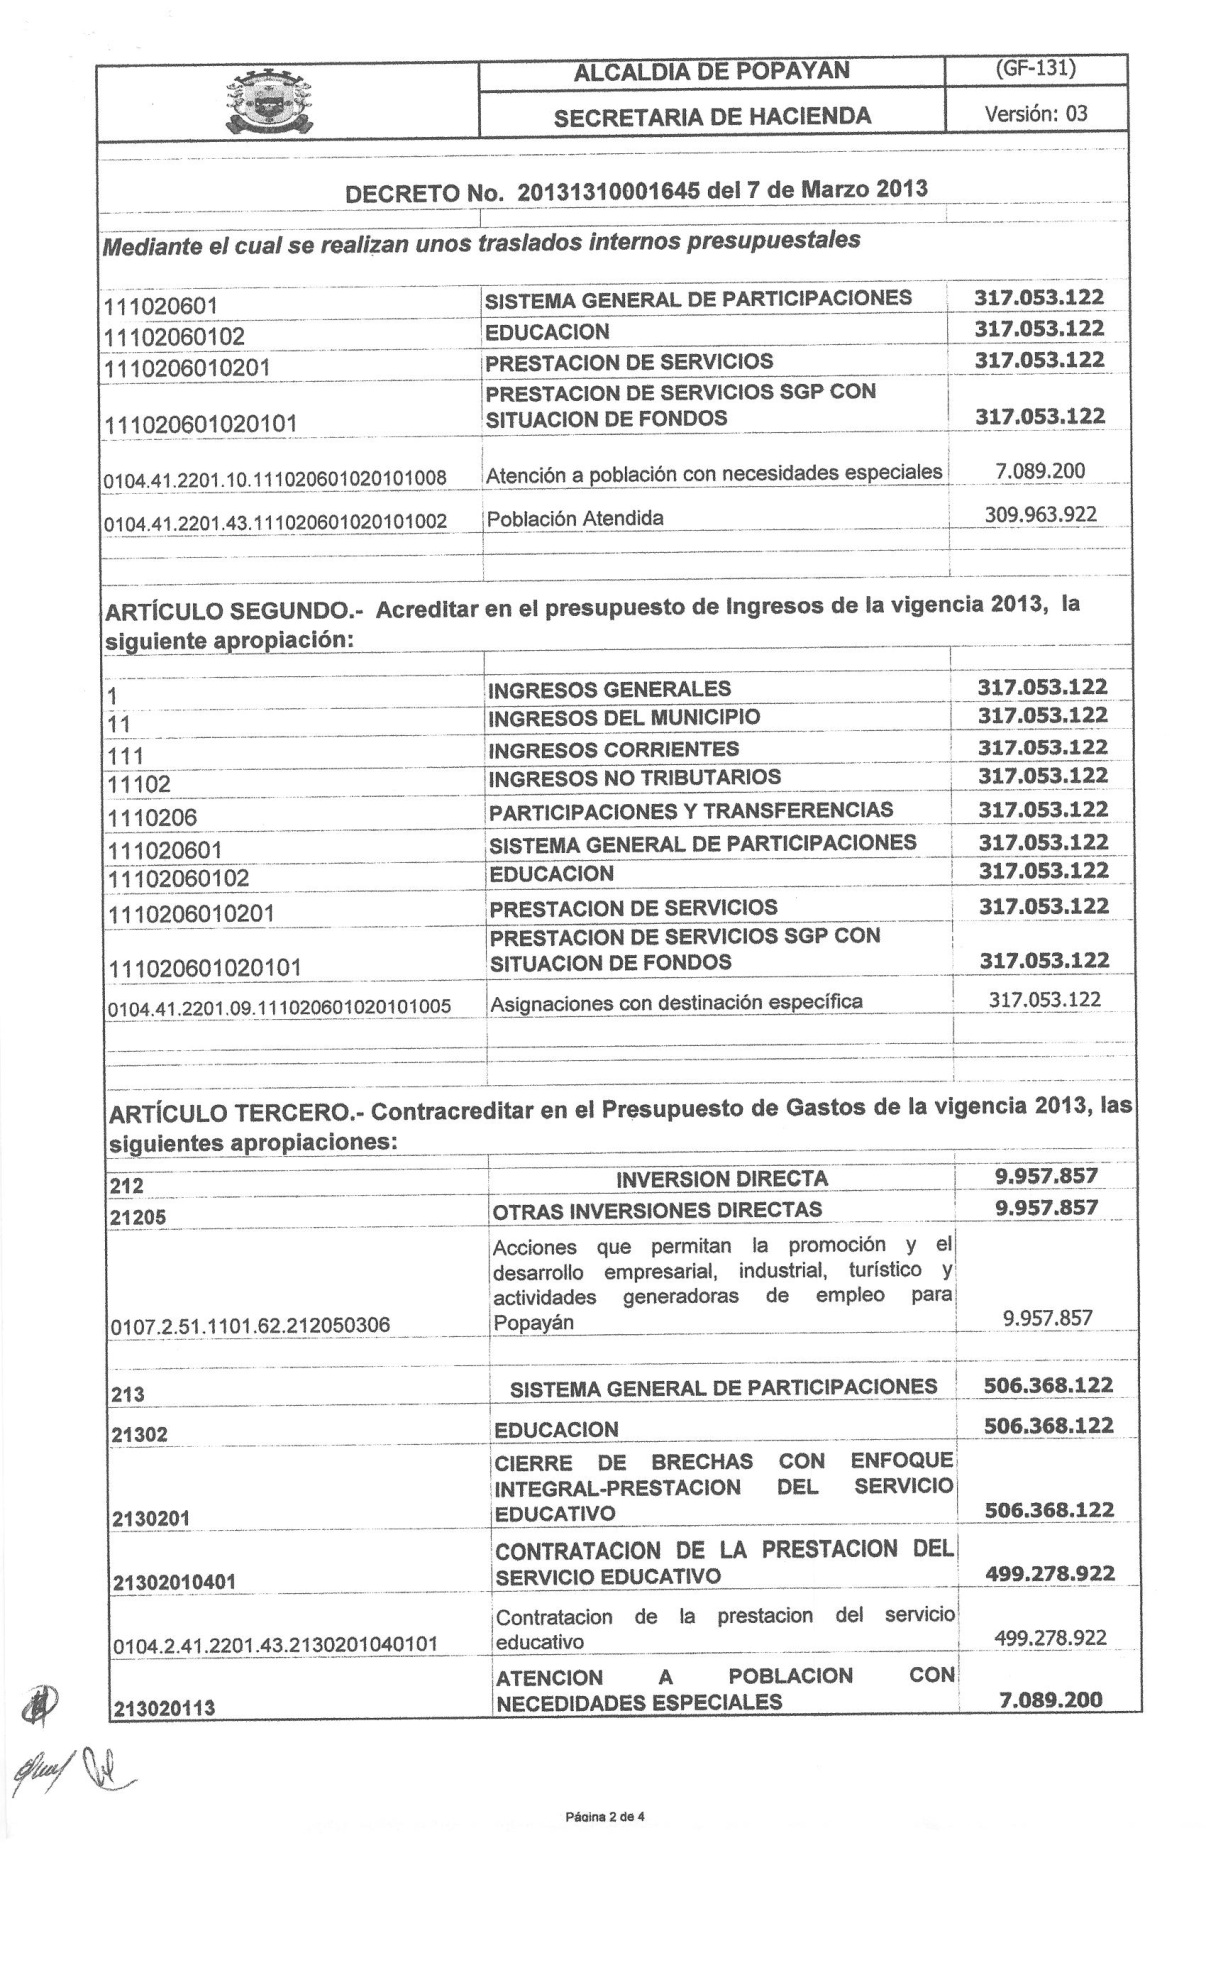 ALCALDIA DE POPAYAN
(GF-131)
SECRETARIA DE HACIENDA
Versión: 03
DECRETO No. 20131310001645 del 7 de Marzo 2013
Mediante el cual se realizan unos traslados internos presupuestales
111020601 SISTEMA GENERAL DE PARTICIPACIONES 317.053.122
11102060102 EDUCACION 317.053.122
1110206010201 PRESTACION DE SERVICIOS 317.053.122
PRESTACION DE SERVICIOS SGP CON
111020601020101 SITUACION DE FONDOS 317.053.122
0104.41.2201.10.111020601020101008 Atención a población con necesidades especiales 7.089.200
0104.41.2201.43.111020601020101002 Población Atendida 309.963.922
ARTÍCULO SEGUNDO.- Acreditar en el presupuesto de Ingresos de la vigencia 2013, la
siguiente apropiación:
1 INGRESOS GENERALES 317.053.122
11 INGRESOS DEL MUNICIPIO 317.053.122
111 INGRESOS CORRIENTES 317.053.122
11102 INGRESOS NO TRIBUTARIOS 317.053.122
1110206 PARTICIPACIONES Y TRANSFERENCIAS 317.053.122
111020601 SISTEMA GENERAL DE PARTICIPACIONES 317.053.122
11102060102 EDUCACION 317.053.122
1110206010201 PRESTACION DE SERVICIOS 317.053.122
PRESTACION DE SERVICIOS SGP CON
111020601020101 SITUACION DE FONDOS 317.053.122
0104.41.2201.09.111020601020101005 Asignaciones con destinación específica 317.053.122
ARTÍCULO TERCERO.- Contracreditar en el Presupuesto de Gastos de la vigencia 2013, las
siguientes apropiaciones:
212 INVERSION DIRECTA 9.957.857
21205 OTRAS INVERSIONES DIRECTAS 9.957.857
Acciones que permitan la promoción y el
desarrollo empresarial, industrial, turístico y
actividades generadoras de empleo para
0107.2.51.1101.62.212050306 Popayán 9.957.857
213 SISTEMA GENERAL DE PARTICIPACIONES 506.368.122
21302 EDUCACION 506.368.122
CIERRE DE BRECHAS CON ENFOQUE
INTEGRAL-PRESTACION DEL SERVICIO
2130201 EDUCATIVO 506.368.122
CONTRATACION DE LA PRESTACION DEL
21302010401 SERVICIO EDUCATIVO 499.278.922
Contratacion de la prestacion del servicio
0104.2.41.2201.43.2130201040101 educativo 499.278.922
ATENCION A POBLACION CON
213020113 NECEDIDADES ESPECIALES 7.089.200
Página 2 de 4